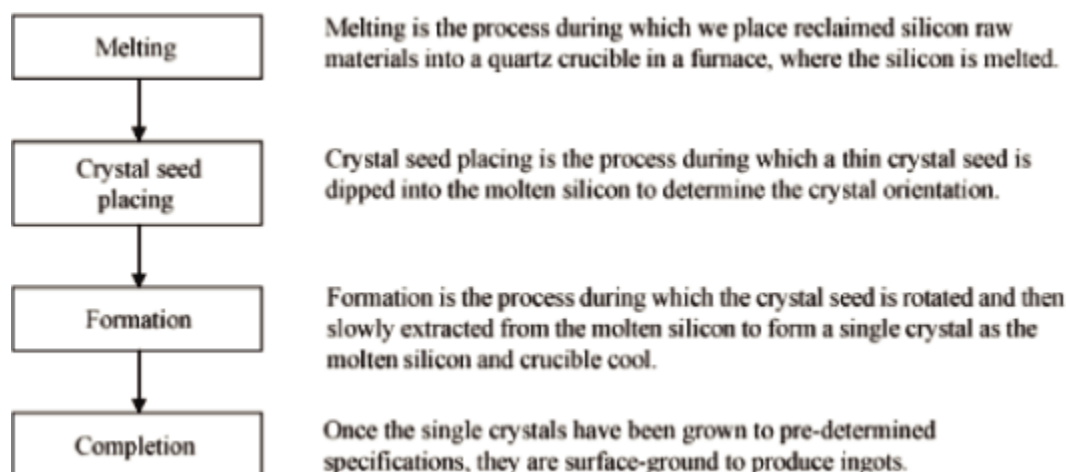 Melting
Melting is the process during which we place reclaimed silicon raw
materials into a quartz crucible in a furnace, where the silicon is melted.
Crystal seed
placing
Crystal seed placing is the process during which a thin crystal seed is
dipped into the molten silicon to determine the crystal orientation.
Formation
Formation is the process during which the crystal seed is rotated and then
slowly extracted from the molten silicon to form a single crystal as the
molten silicon and crucible cool.
Completion
Once the single crystals have been grown to pre-determined
specifications, they are surface-ground to produce ingots.